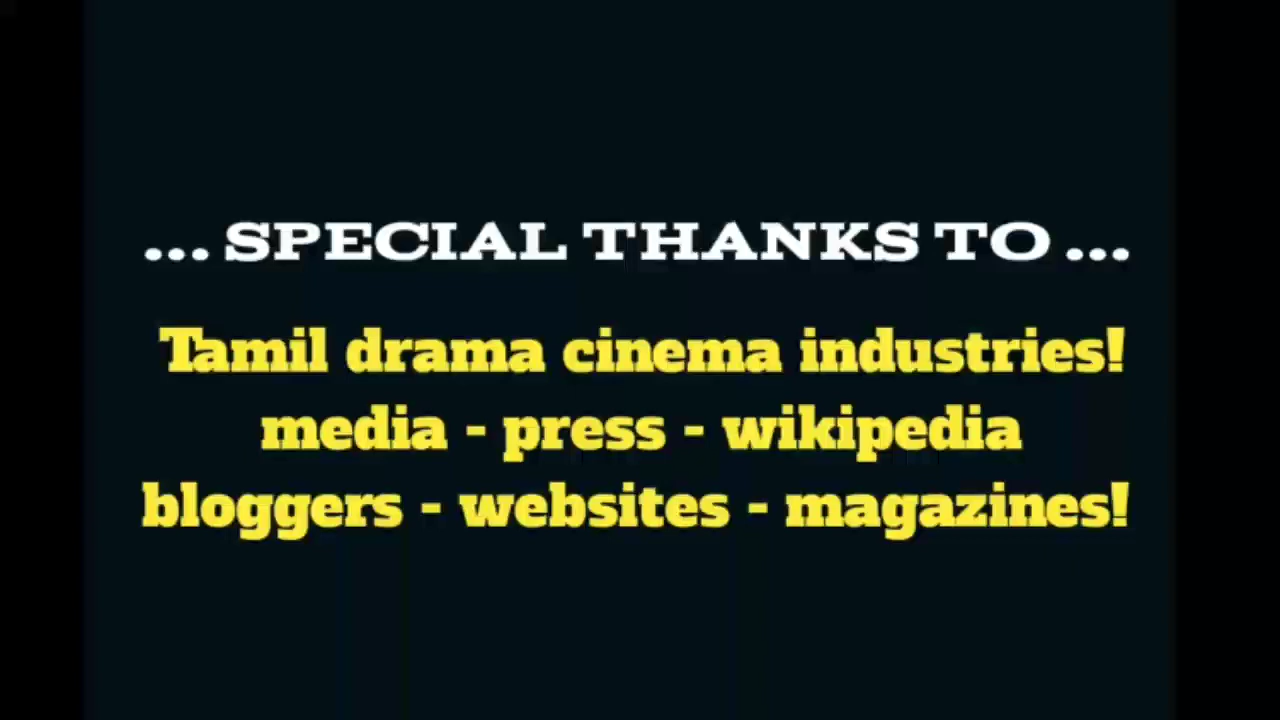 ... SPECIAL THANKS TO ...
Tamil drama cinema industries!
media - press - wikipedia
bloggers - websites - magazines!